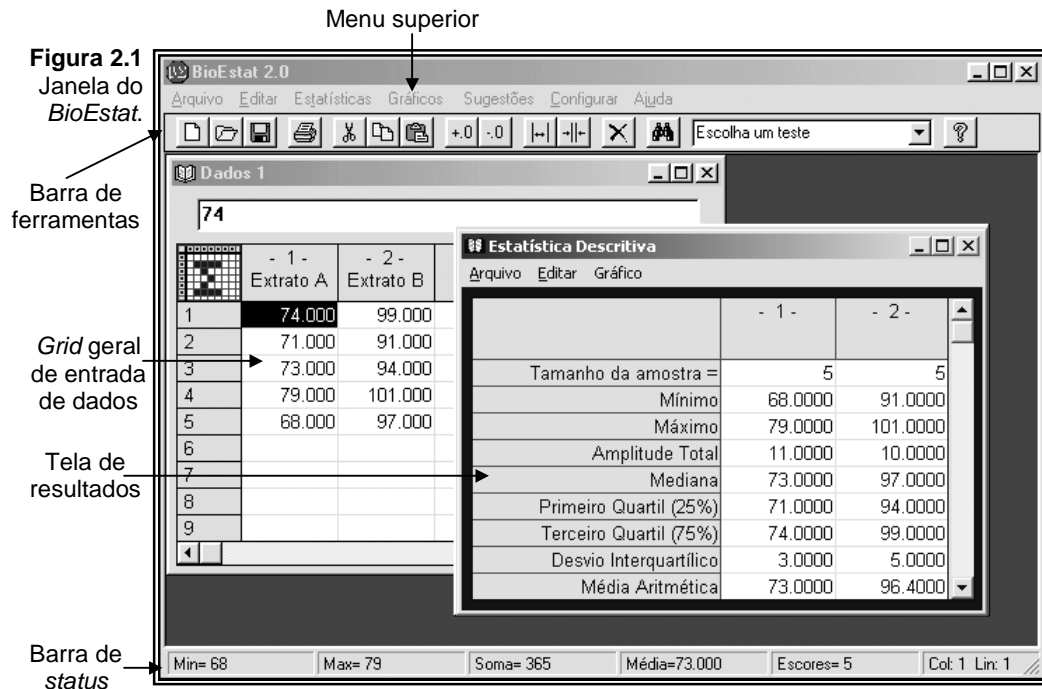 Menu superior
Figura 2.1
Janela do
BioEstat.
BioEstat 2.0
Arquivo Editar Estatísticas Gráficos Sugestões Configurar Ajuda
+.0 -.0 Escolha um teste
Barra de
ferramentas
Dados 1
74
- 1 - - 2 -
Extrato A Extrato B
1 74.000 99.000
2 71.000 91.000
3 73.000 94.000
4 79.000 101.000
5 68.000 97.000
6
7
8
9
Grid geral
de entrada
de dados
Tela de
resultados
Estatística Descritiva
Arquivo Editar Gráfico
- 1 - - 2 -
Tamanho da amostra = 5 5
Mínimo 68.0000 91.0000
Máximo 79.0000 101.0000
Amplitude Total 11.0000 10.0000
Mediana 73.0000 97.0000
Primeiro Quartil (25%) 71.0000 94.0000
Terceiro Quartil (75%) 74.0000 99.0000
Desvio Interquartílico 3.0000 5.0000
Média Aritmética 73.0000 96.4000
Barra de
status
Min= 68 Max= 79 Soma= 365 Média=73.000 Escores= 5 Col: 1 Lin: 1